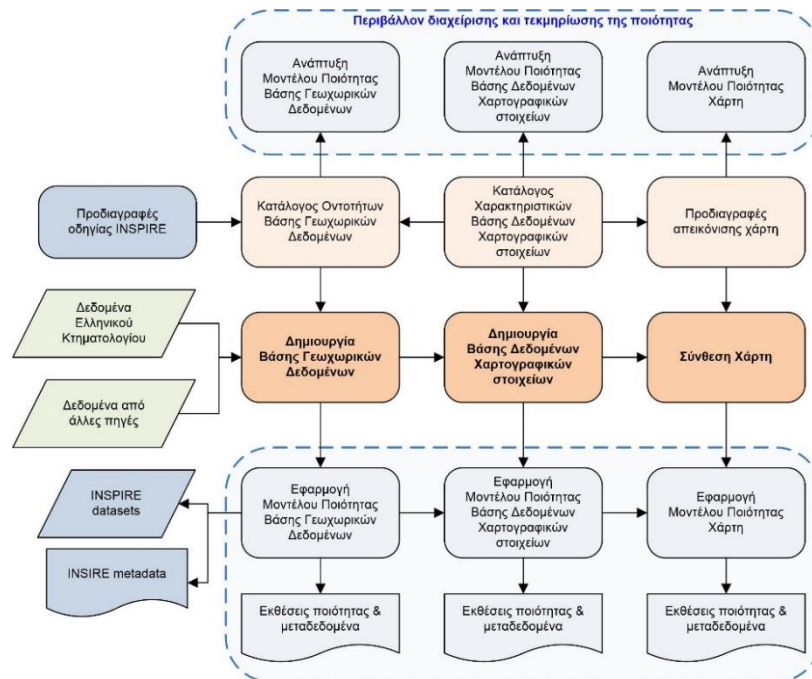 Περιβάλλον διαχείρισης και τεκμηρίωσης της ποιότητας
Ανάπτυξη
Μοντέλου Ποιότητας
Βάσης Γεωχωρικών
Δεδομένων
Ανάπτυξη
Μοντέλου Ποιότητας
Βάσης Δεδομένων
Χαρτογραφικών
στοιχείων
Ανάπτυξη
Μοντέλου Ποιότητας
Χάρτη
Προδιαγραφές
οδηγίας INSPIRE
Κατάλογος Οντοτήτων
Βάσης Γεωχωρικών
Δεδομένων
Κατάλογος
Χαρακτηριστικών
Βάσης Δεδομένων
Χαρτογραφικών
στοιχείων
Προδιαγραφές
απεικόνισης χάρτη
Δεδομένα
Ελληνικού
Κτηματολογίου
Δεδομένα από
άλλες πηγές
Δημιουργία
Βάσης Γεωχωρικών
Δεδομένων
Δημιουργία
Βάσης Δεδομένων
Χαρτογραφικών
στοιχείων
Σύνθεση Χάρτη
INSPIRE
datasets
INSIRE metadata
Εφαρμογή
Μοντέλου Ποιότητας
Βάσης Γεωχωρικών
Δεδομένων
Εφαρμογή
Μοντέλου Ποιότητας
Βάσης Δεδομένων
Χαρτογραφικών
στοιχείων
Εφαρμογή
Μοντέλου Ποιότητας
Χάρτη
Εκθέσεις ποιότητας &
μεταδεδομένα
Εκθέσεις ποιότητας &
μεταδεδομένα
Εκθέσεις ποιότητας &
μεταδεδομένα